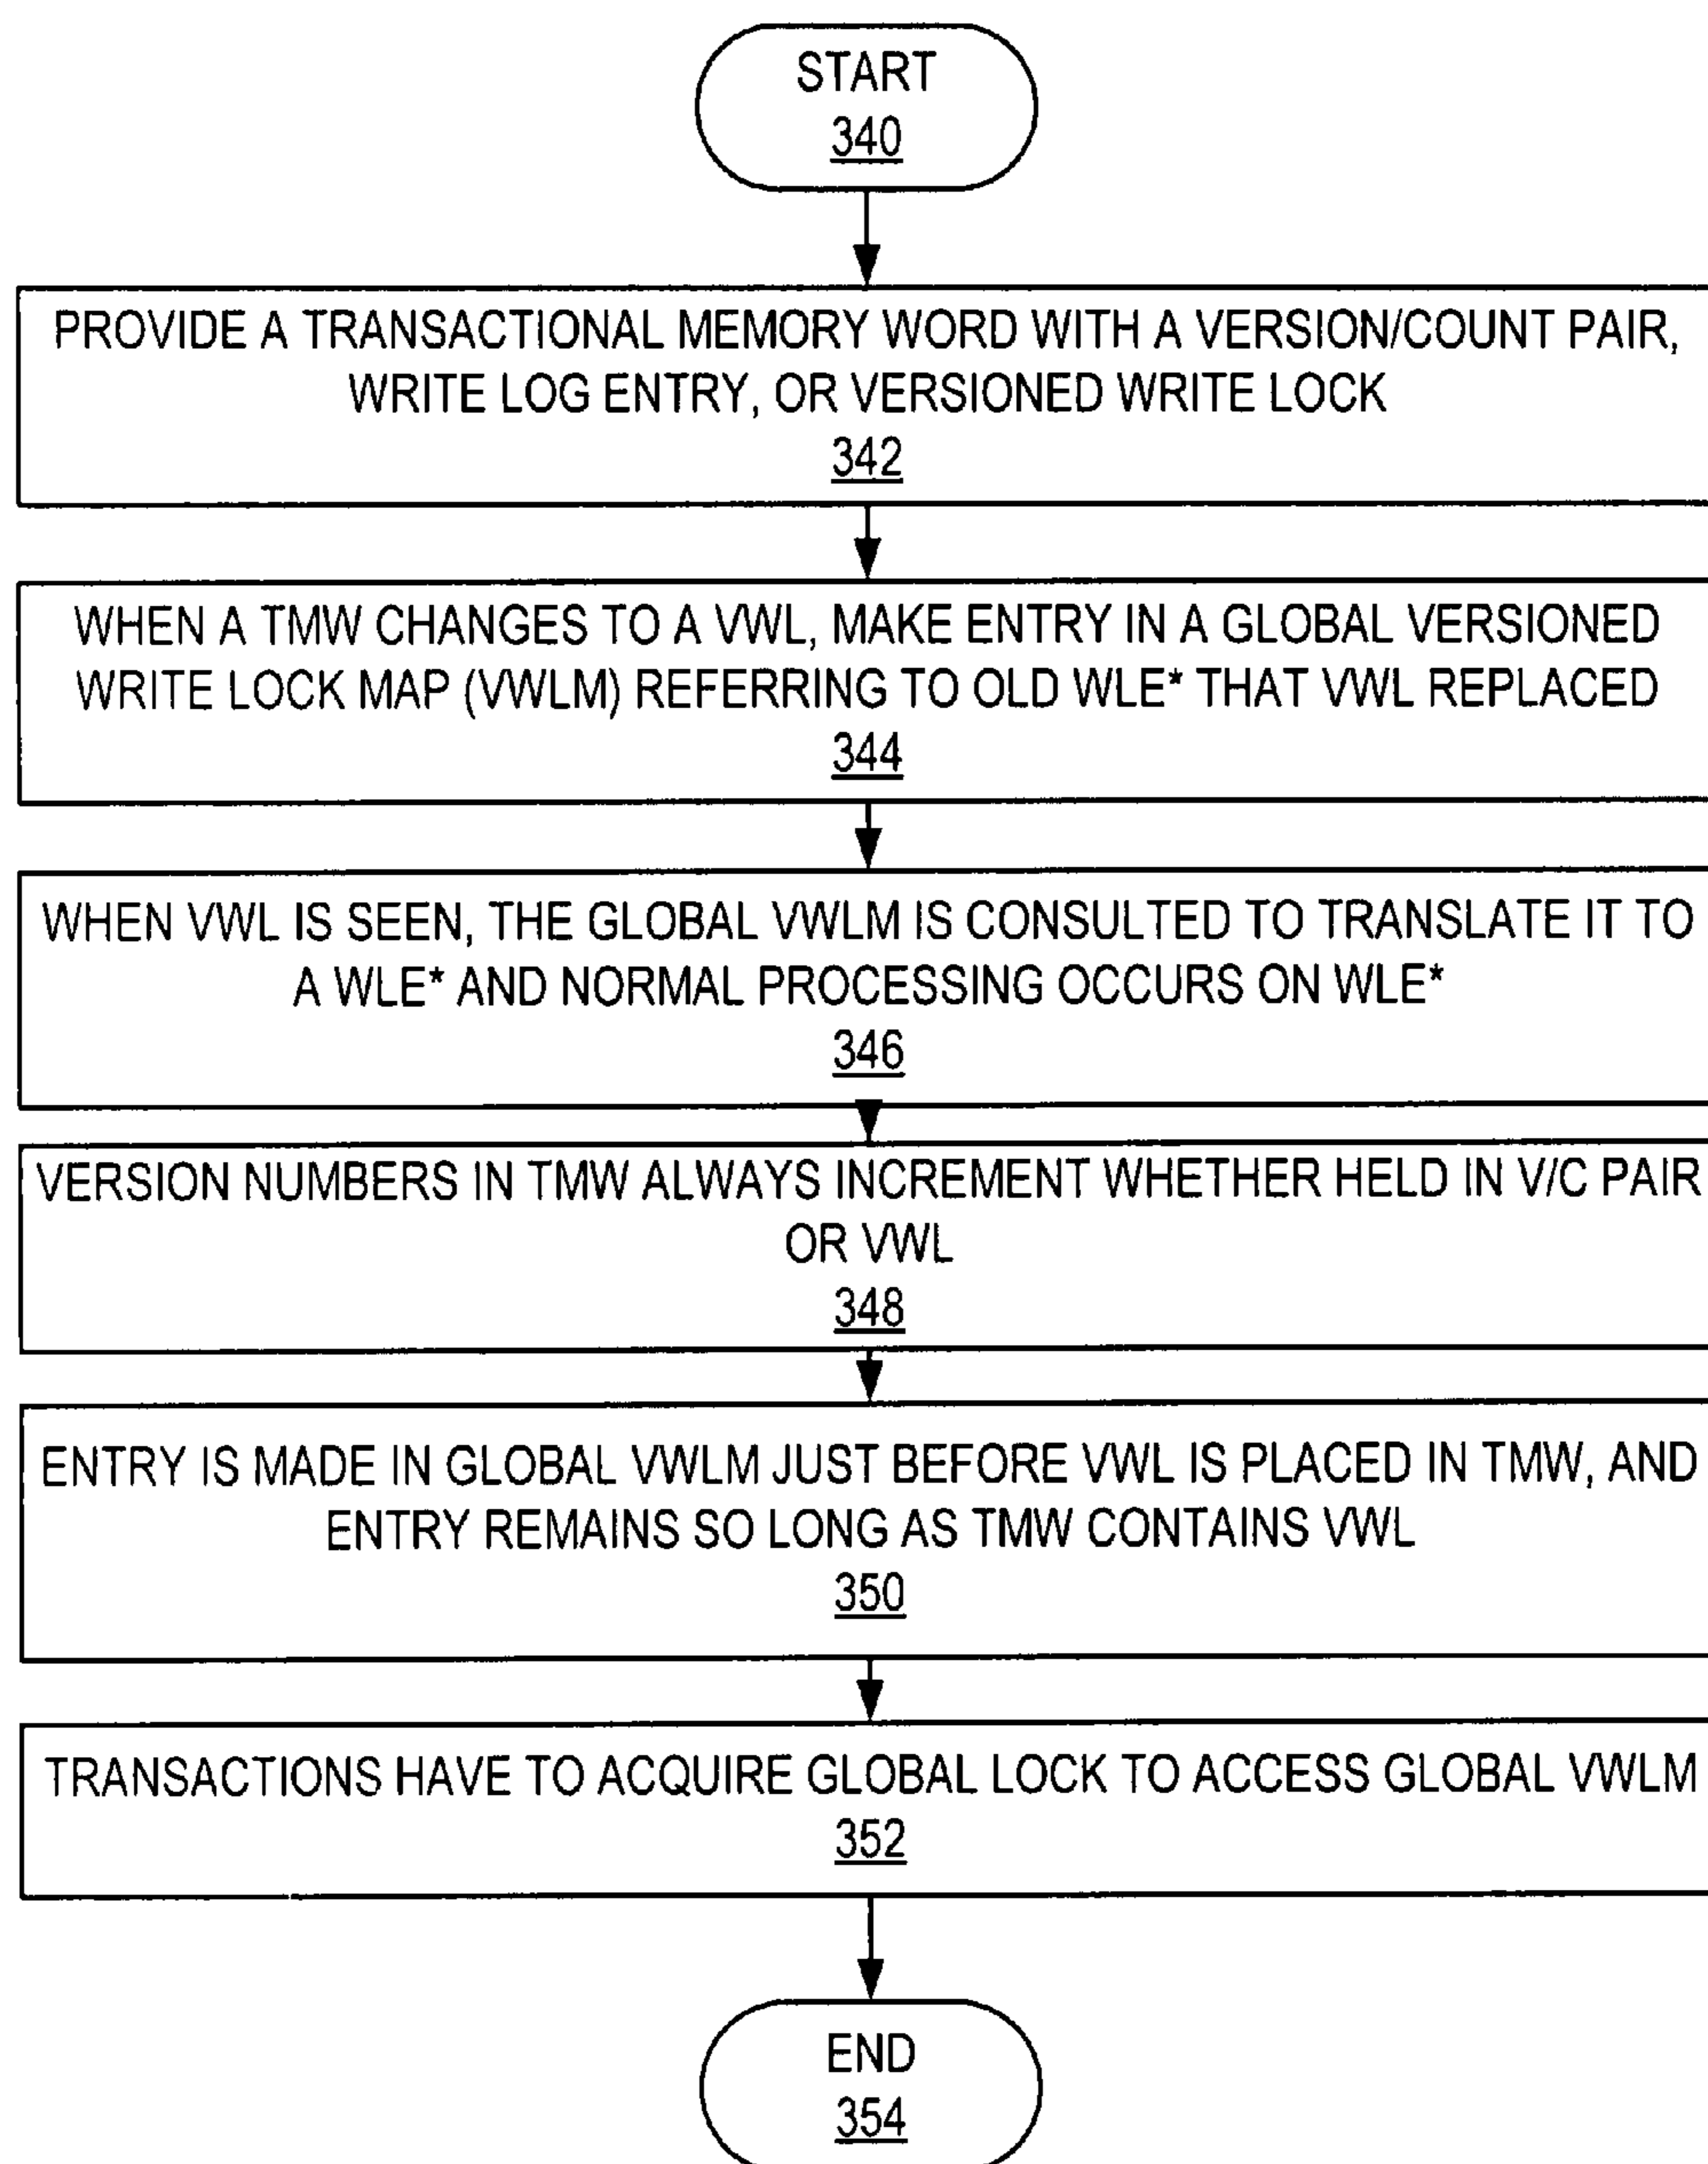 START
340
PROVIDE A TRANSACTIONAL MEMORY WORD WITH A VERSION/COUNT PAIR,
WRITE LOG ENTRY, OR VERSIONED WRITE LOCK
342
WHEN A TMW CHANGES TO A VWL, MAKE ENTRY IN A GLOBAL VERSIONED
WRITE LOCK MAP (VWLM) REFERRING TO OLD WLE* THAT VWL REPLACED
344
WHEN VWL IS SEEN, THE GLOBAL VWLM IS CONSULTED TO TRANSLATE IT TO
A WLE* AND NORMAL PROCESSING OCCURS ON WLE*
346
VERSION NUMBERS IN TMW ALWAYS INCREMENT WHETHER HELD IN V/C PAIR
OR VWL
348
ENTRY IS MADE IN GLOBAL VWLM JUST BEFORE VWL IS PLACED IN TMW, AND
ENTRY REMAINS SO LONG AS TMW CONTAINS VWL
350
TRANSACTIONS HAVE TO ACQUIRE GLOBAL LOCK TO ACCESS GLOBAL VWLM
352
END
354